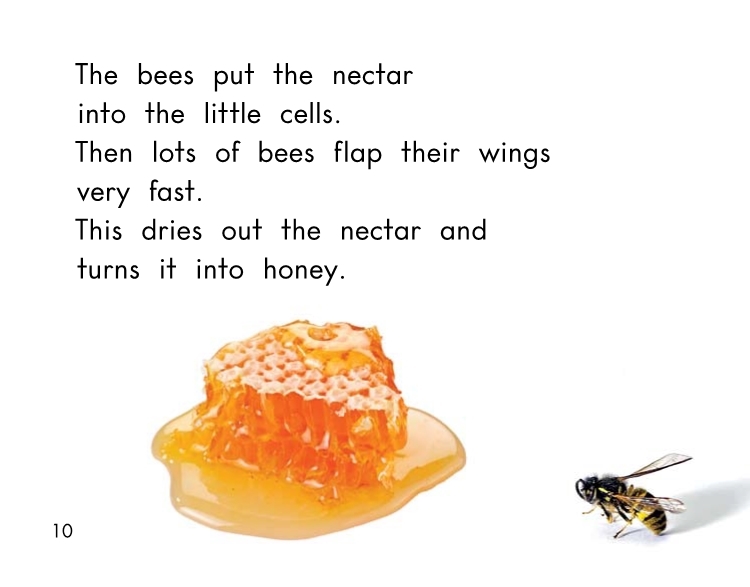 The bees put the nectar
into the little cells.
Then lots of bees flap their wings
very fast.
This dries out the nectar and
turns it into honey.
10